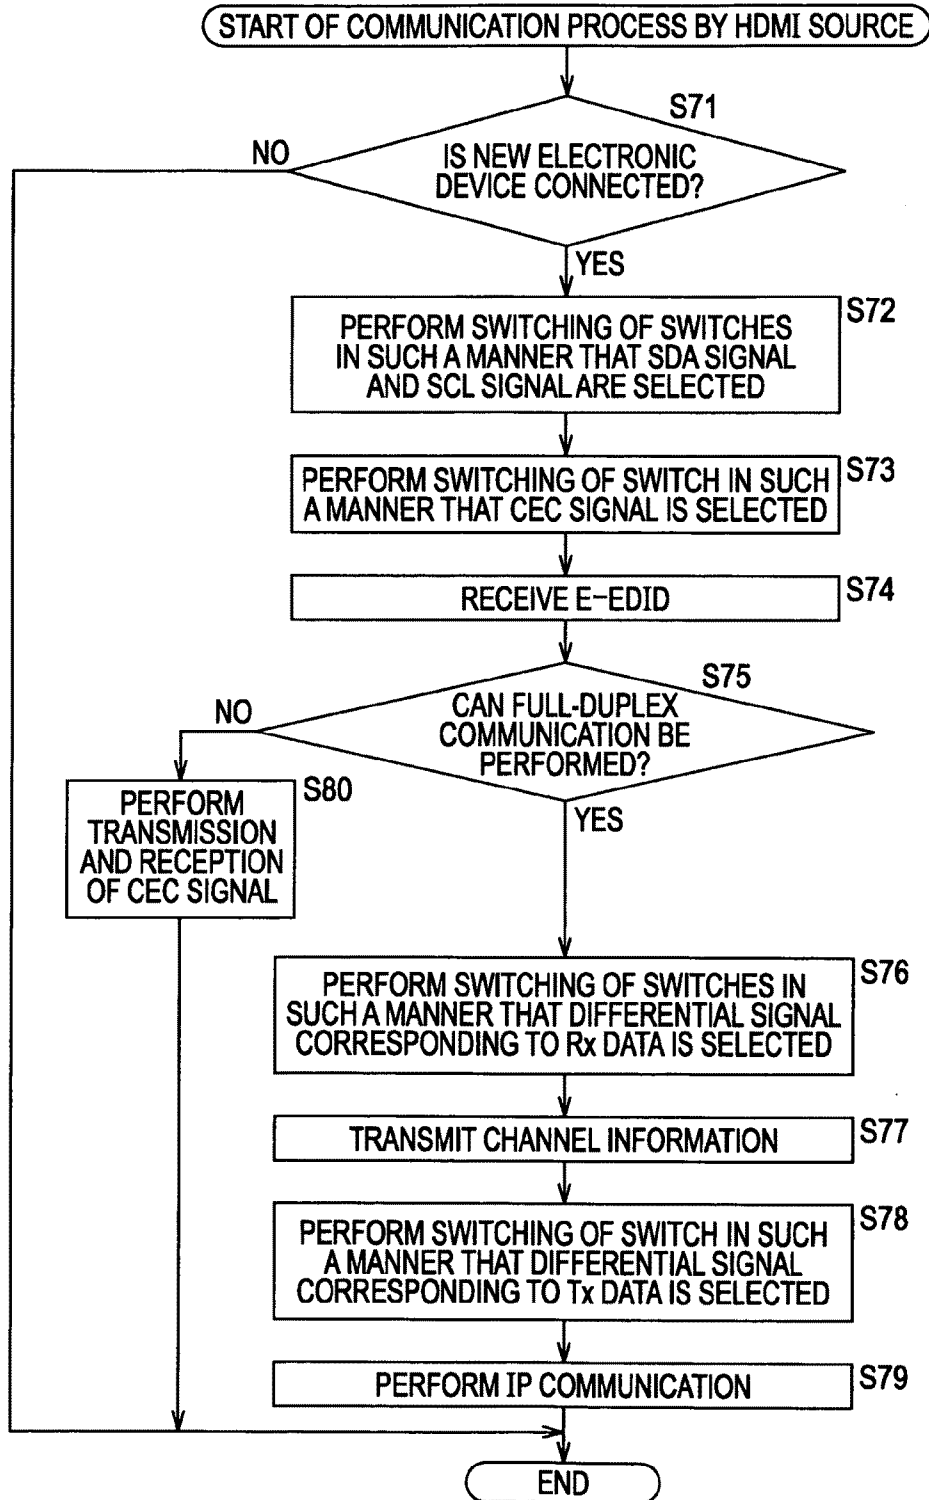 START OF COMMUNICATION PROCESS BY HDMI SOURCE
S71
NO
IS NEW ELECTRONIC
DEVICE CONNECTED?
YES
S72
PERFORM SWITCHING OF SWITCHES
IN SUCH A MANNER THAT SDA SIGNAL
AND SCL SIGNAL ARE SELECTED
S73
PERFORM SWITCHING OF SWITCH IN SUCH
A MANNER THAT CEC SIGNAL IS SELECTED
S74
RECEIVE E-EDID
S75
NO
CAN FULL-DUPLEX
COMMUNICATION BE
PERFORMED?
YES
S80
PERFORM
TRANSMISSION
AND RECEPTION
OF CEC SIGNAL
S76
PERFORM SWITCHING OF SWITCHES IN
SUCH A MANNER THAT DIFFERENTIAL SIGNAL
CORRESPONDING TO Rx DATA IS SELECTED
S77
TRANSMIT CHANNEL INFORMATION
S78
PERFORM SWITCHING OF SWITCH IN SUCH
A MANNER THAT DIFFERENTIAL SIGNAL
CORRESPONDING TO Tx DATA IS SELECTED
S79
PERFORM IP COMMUNICATION
END